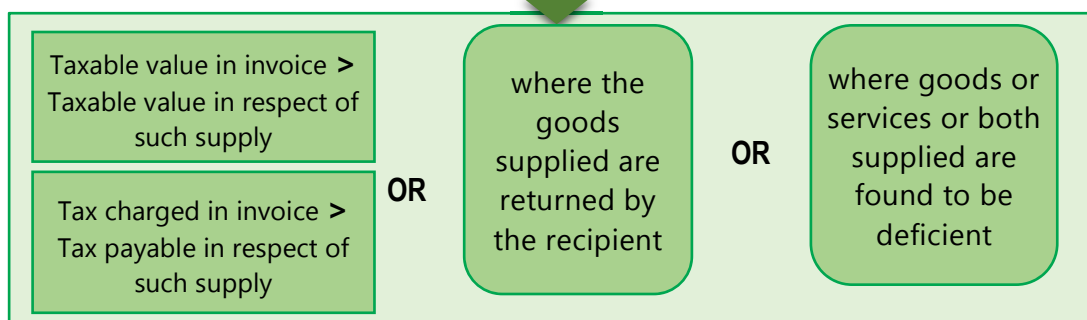 Taxable value in invoice >
Taxable value in respect of
such supply
Tax charged in invoice >
Tax payable in respect of
such supply
OR
where the
goods
supplied are
returned by
the recipient
OR
where goods or
services or both
supplied are
found to be
deficient